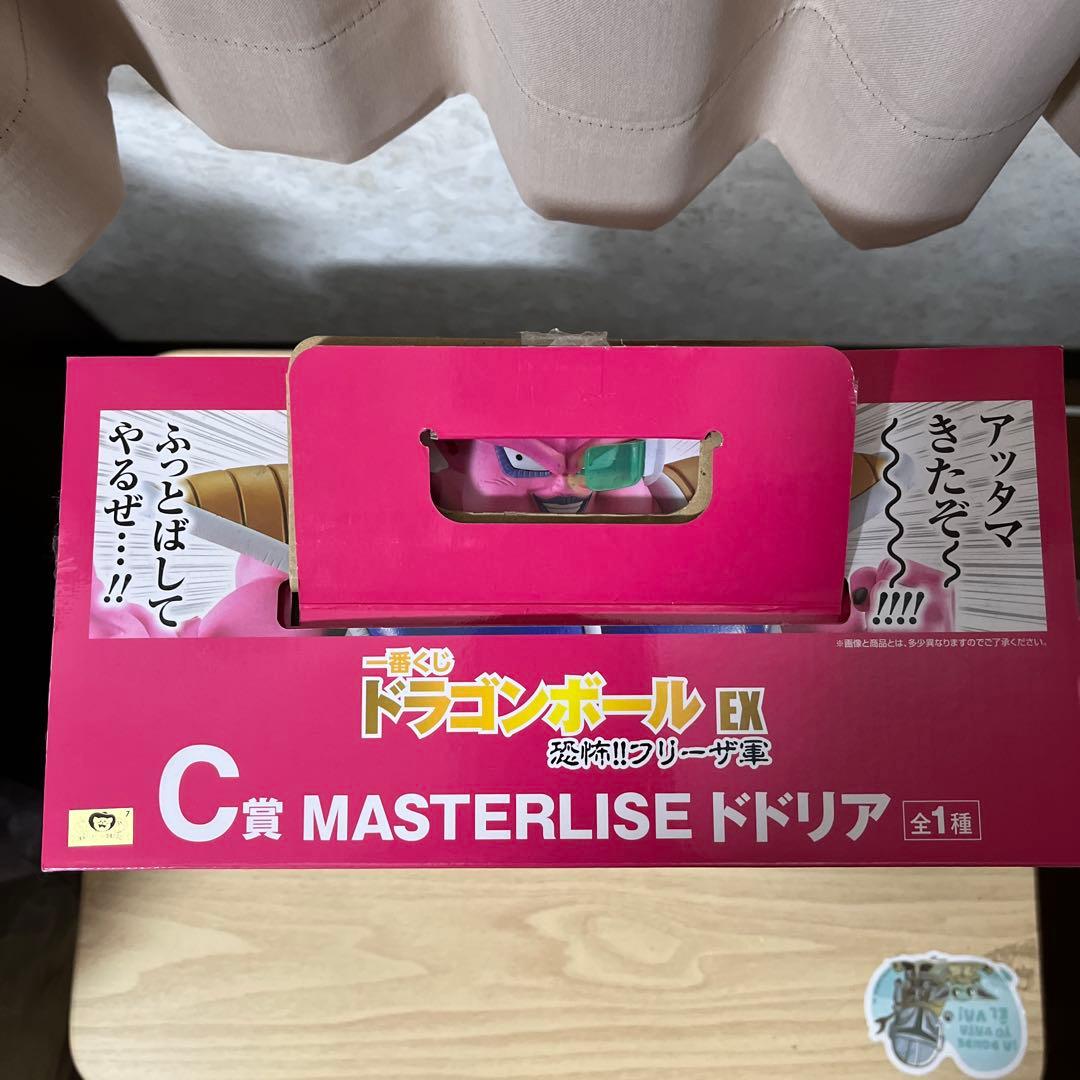 ふっとばして
やるぜ…‥!!
アッタマ
きたぞ〜
〜〜〜!!!!
※画像と商品とは、多少異なりますのでご了承ください。
一番くじ
ドラゴンボール EX
恐怖!!フリーザ軍
C賞 MASTERLISE ドドリア 全1種